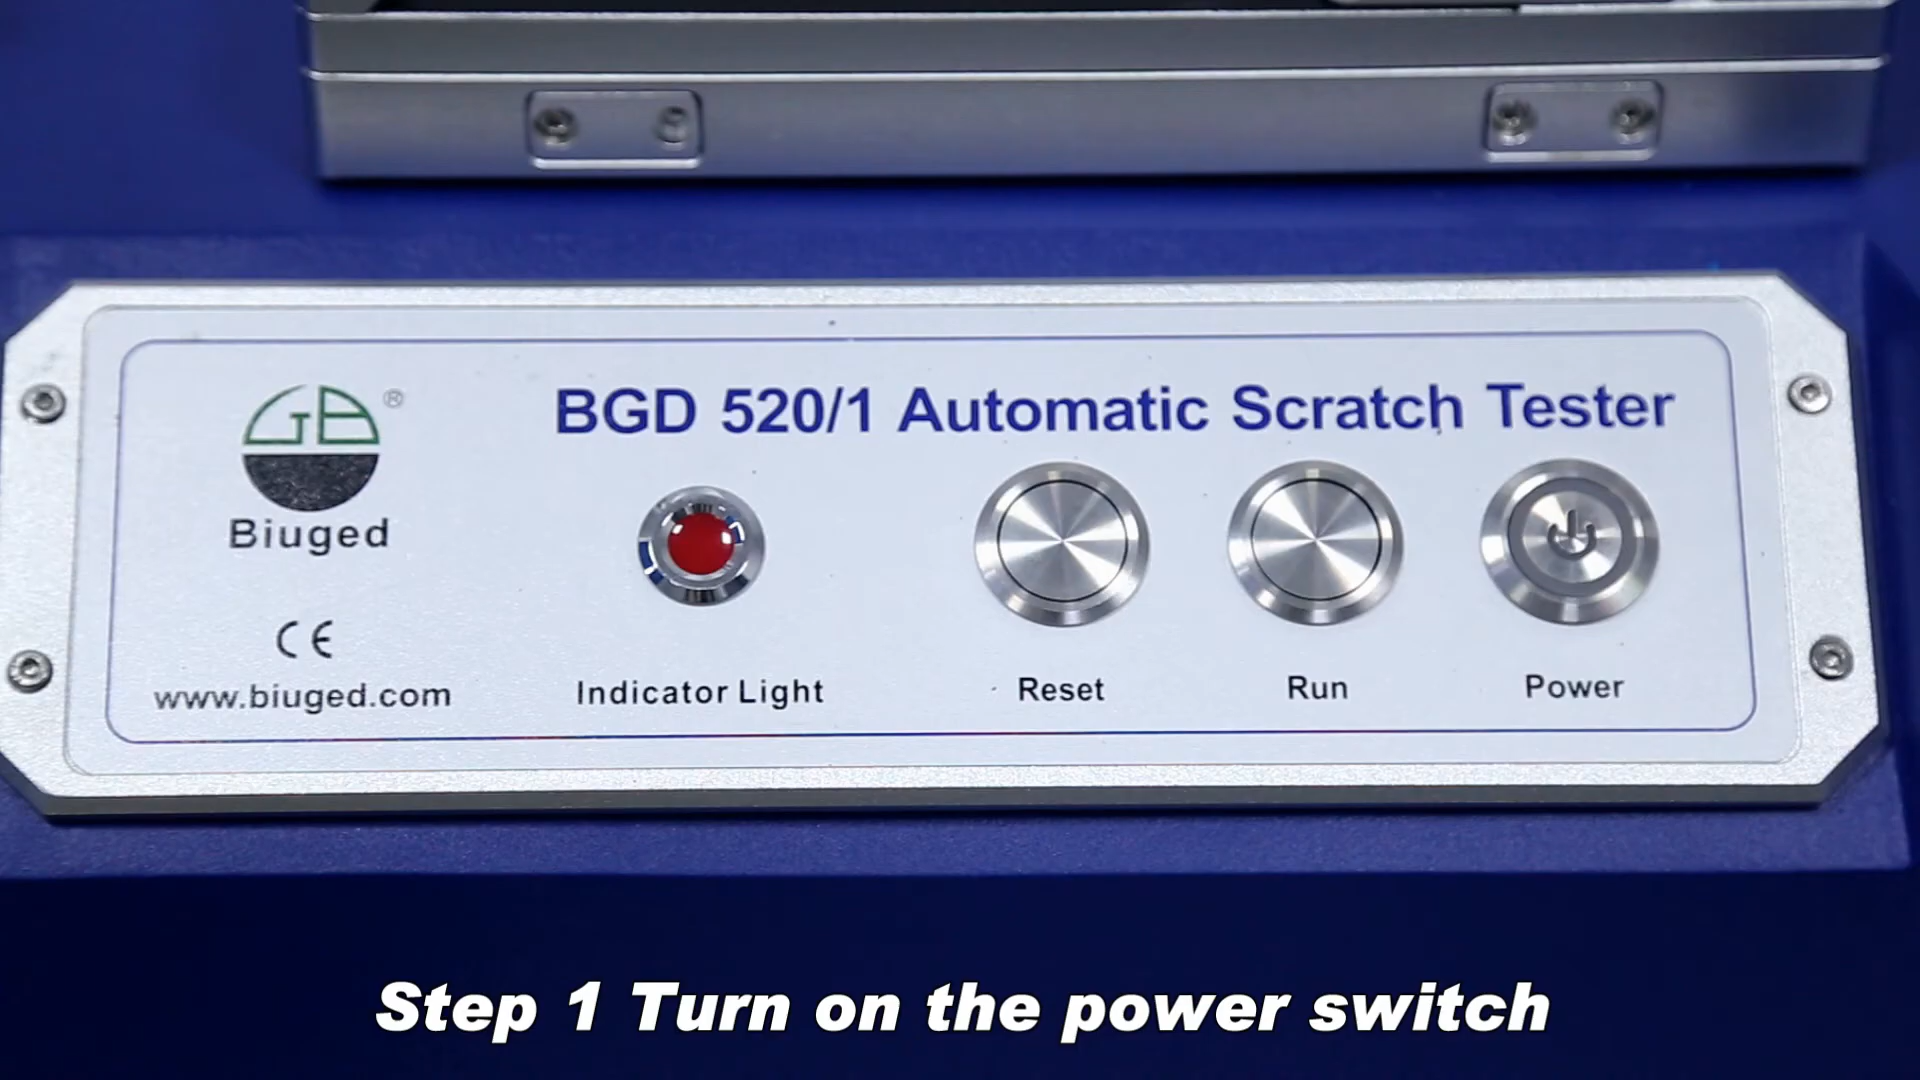 GB®
BGD 520/1 Automatic Scratch Tester
Biuged
CE
www.biuged.com
Indicator Light
Reset
Run
Power
Step 1 Turn on the power switch